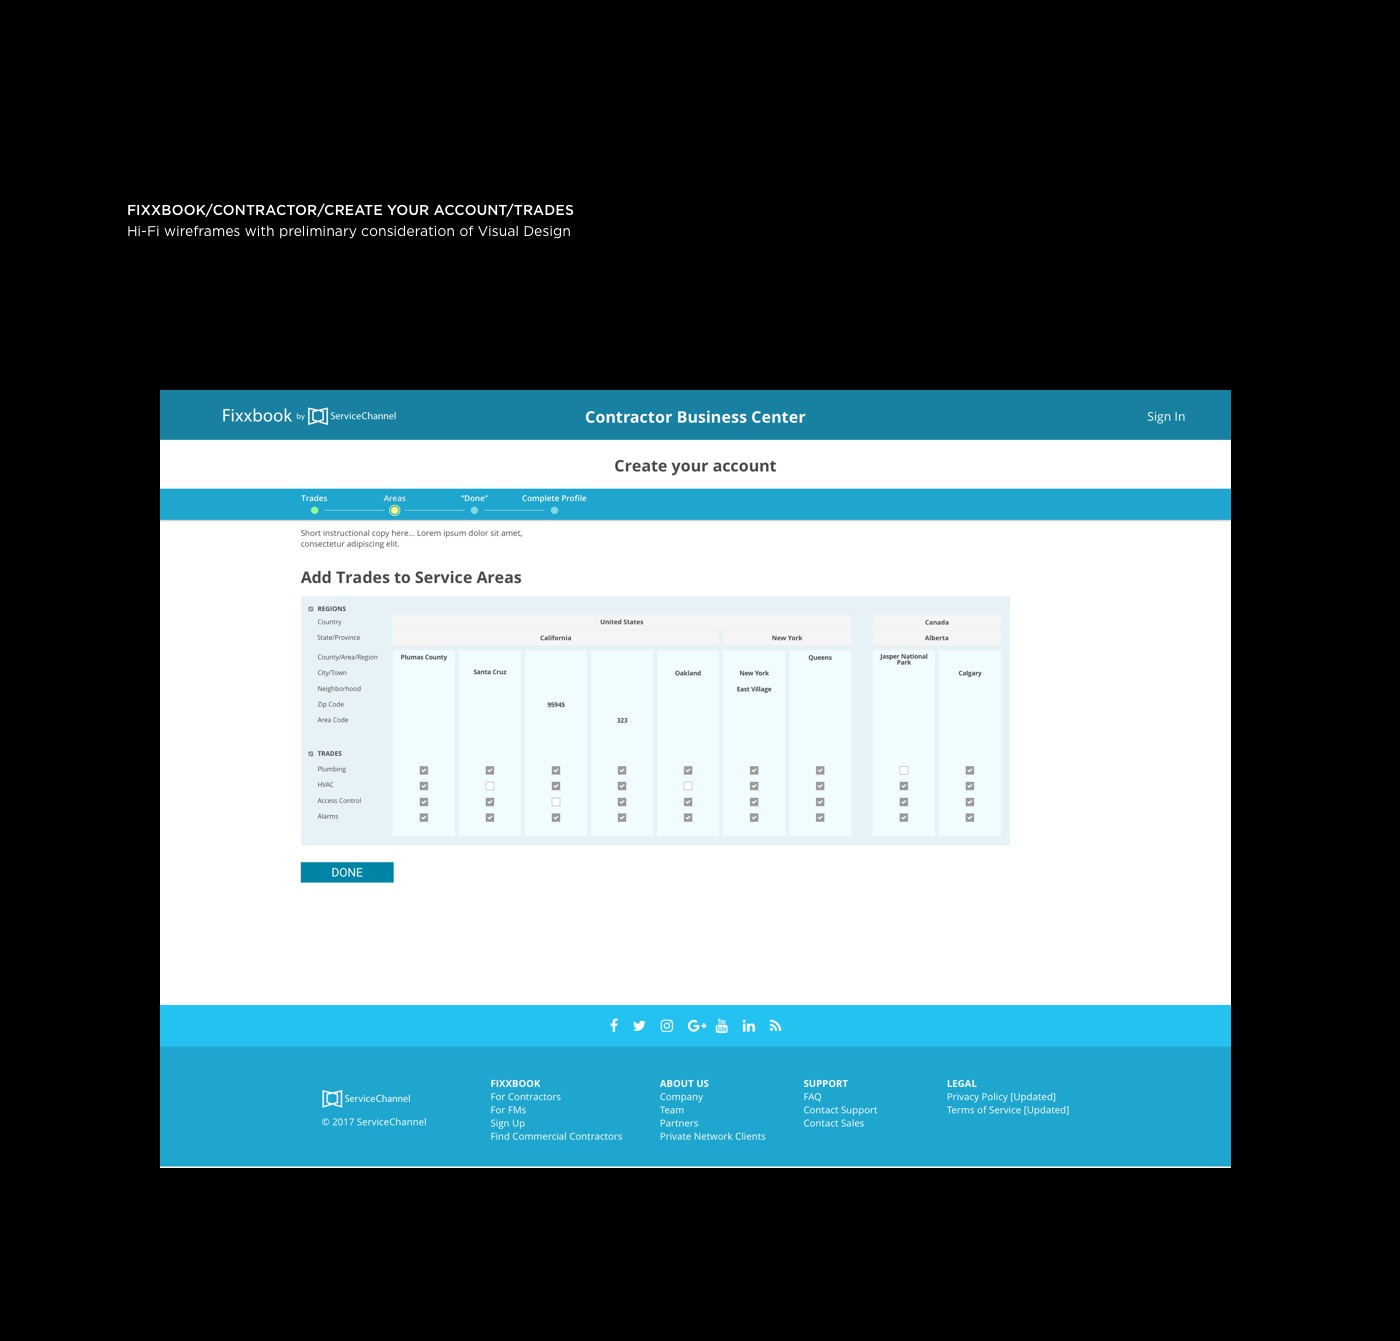 FIXXBOOK/CONTRACTOR/CREATE YOUR ACCOUNT/TRADES
Hi-Fi wireframes with preliminary consideration of Visual Design
Fixxbook by ServiceChannel
Contractor Business Center
Sign In
Create your account
Trades Areas "Done" Complete Profile
Short instructional copy here... Lorem ipsum dolor sit amet,
consectetur adipiscing elit.
Add Trades to Service Areas
REGIONS
Country United States Canada
State/Province California New York Alberta
County/Area/Region Plumas County Queens Jasper National
Park
City/Town Santa Cruz Oakland New York Calgary
Neighborhood East Village
Zip Code 95945
Area Code 323
TRADES
Plumbing
HVAC
Access Control
Alarms
DONE
You
Tube
ServiceChannel
© 2017 ServiceChannel
FIXXBOOK
For Contractors
For FMs
Sign Up
Find Commercial Contractors
ABOUT US
Company
Team
Partners
Private Network Clients
SUPPORT
FAQ
Contact Support
Contact Sales
LEGAL
Privacy Policy [Updated]
Terms of Service [Updated]